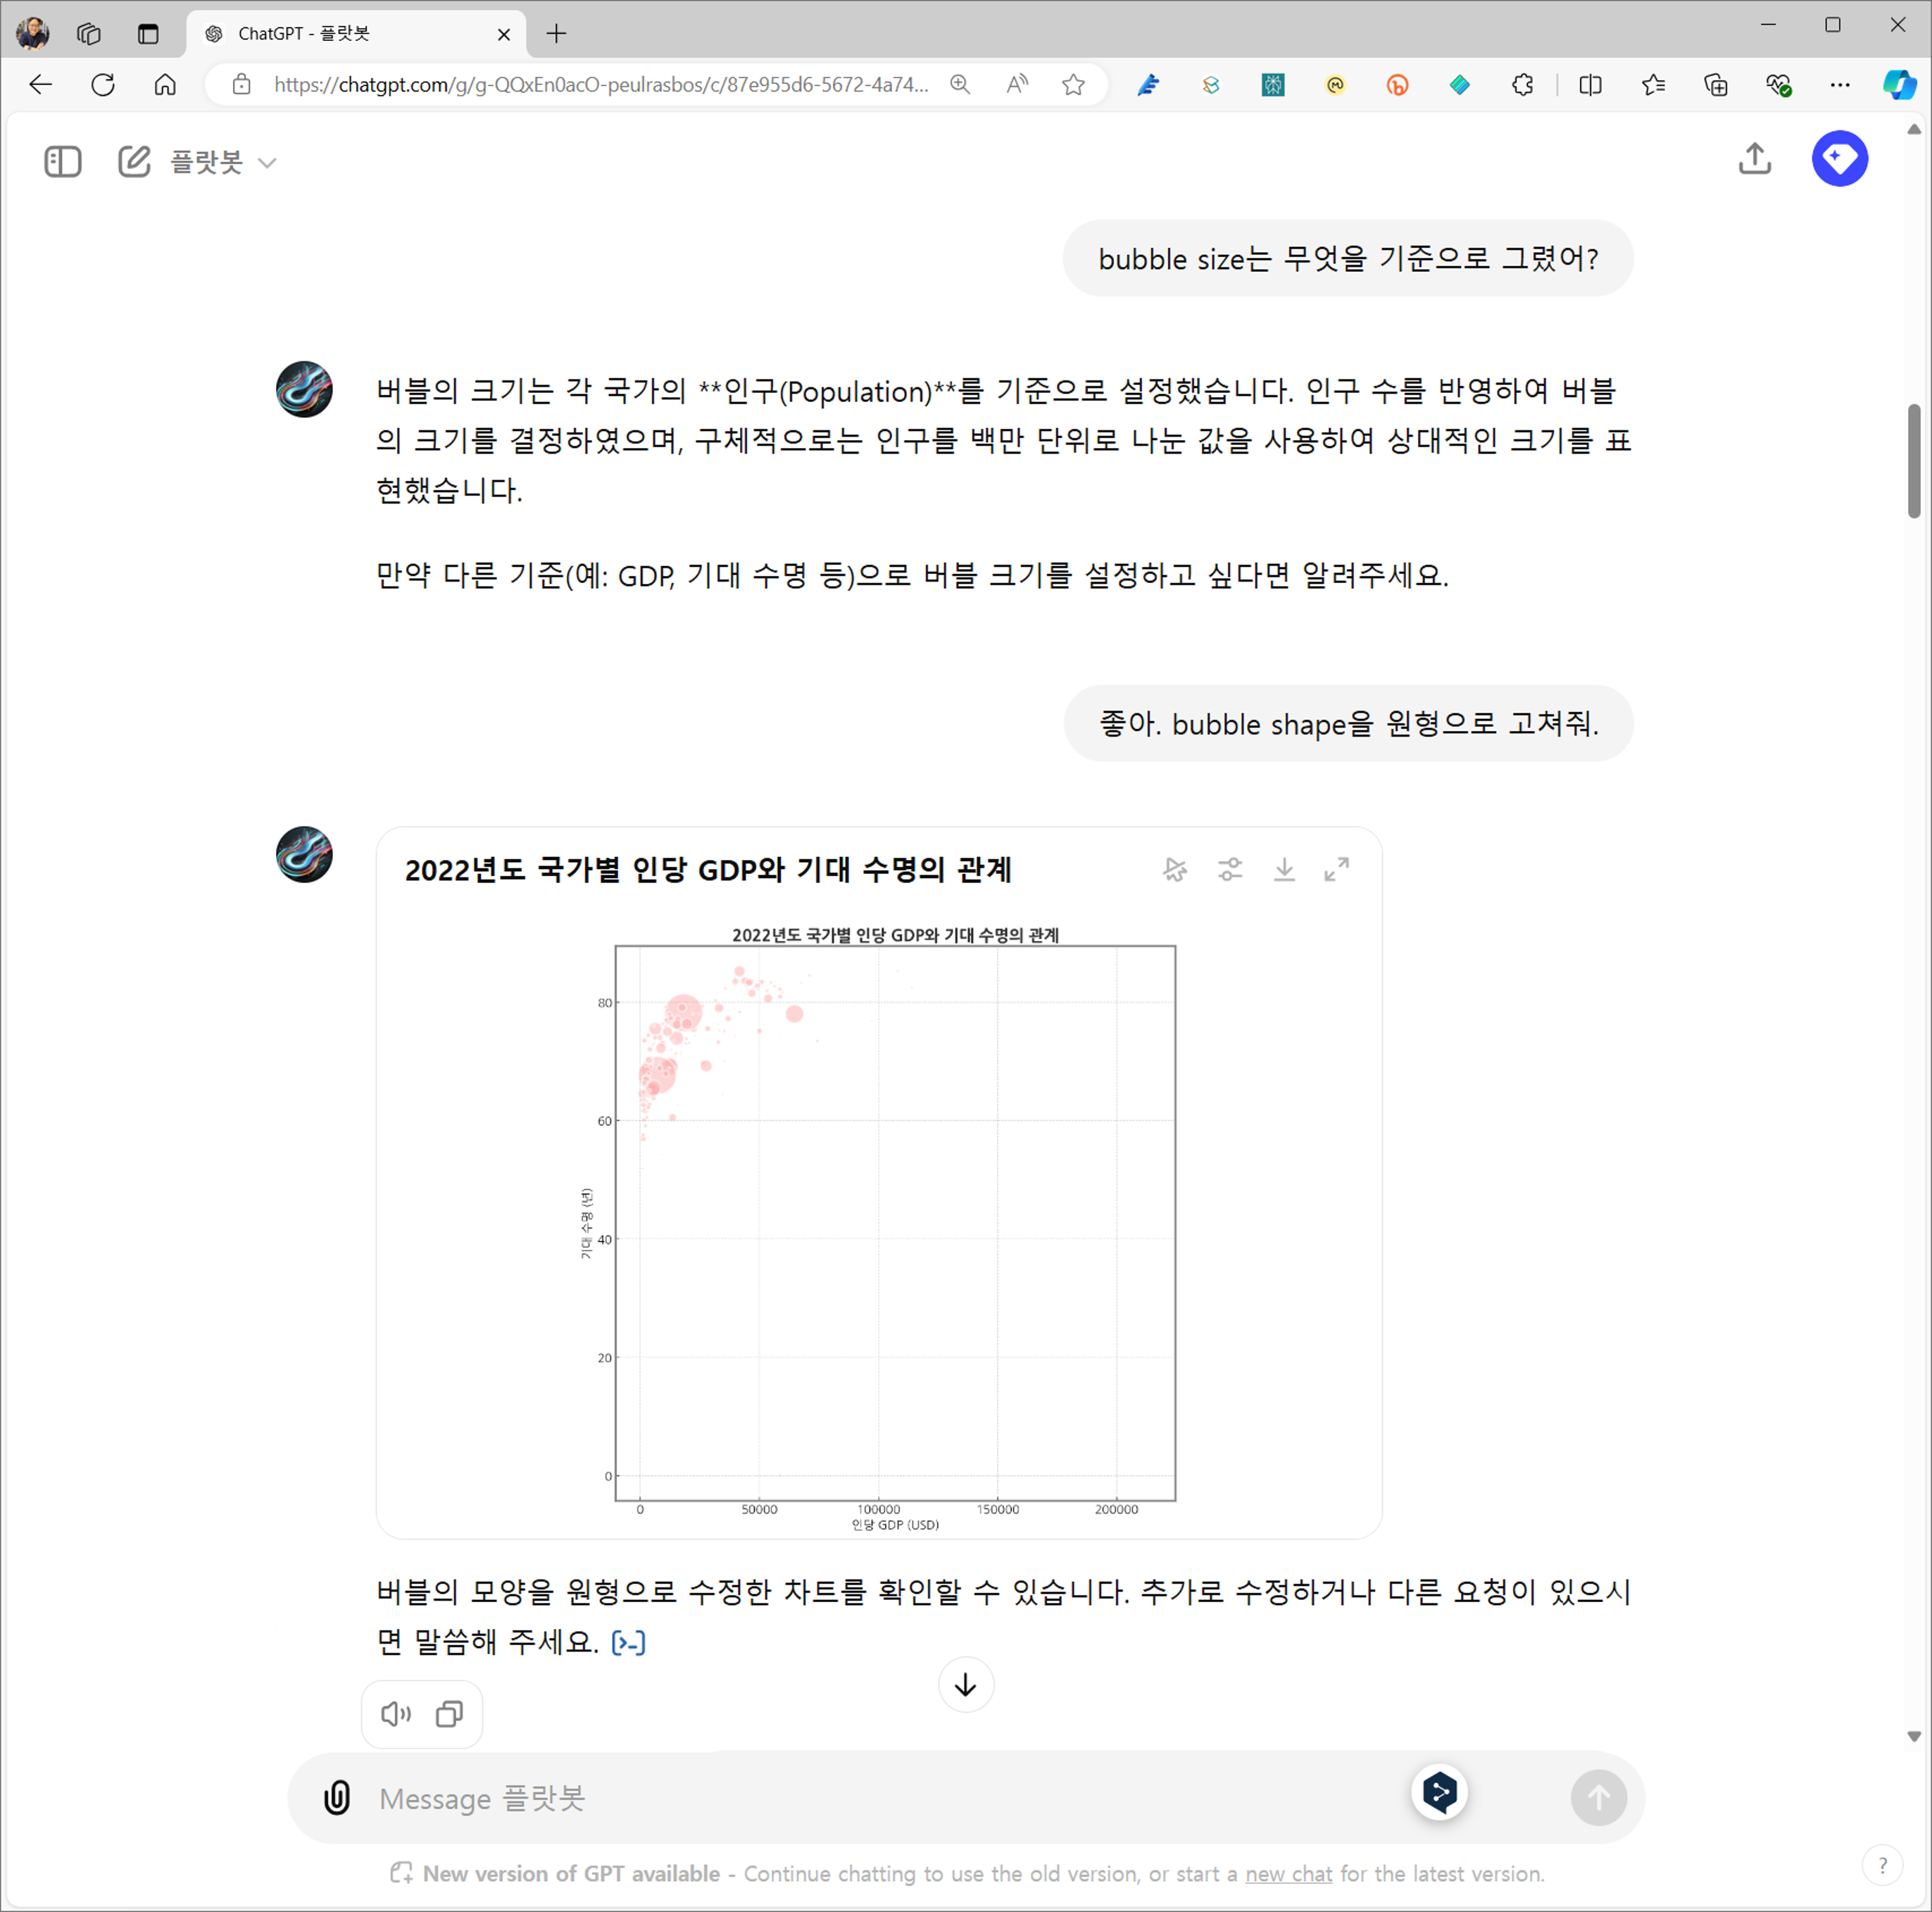 ChatGPT - 플랏봇
https://chatgpt.com/g/g-QQxEn0acO-peulrasbos/c/87e955d6-5672-4a74...
플랏봇
bubble size는 무엇을 기준으로 그렸어?
버블의 크기는 각 국가의 **인구(Population)**를 기준으로 설정했습니다. 인구 수를 반영하여 버블
의 크기를 결정하였으며, 구체적으로는 인구를 백만 단위로 나눈 값을 사용하여 상대적인 크기를 표
현했습니다.
만약 다른 기준(예: GDP, 기대 수명 등)으로 버블 크기를 설정하고 싶다면 알려주세요.
좋아. bubble shape을 원형으로 고쳐줘.
2022년도 국가별 인당 GDP와 기대 수명의 관계
2022년도 국가별 인당 GDP와 기대 수명의 관계
80
60
기대 수명 (년)
40
20
0
0 50000 100000 150000 200000
인당 GDP (USD)
버블의 모양을 원형으로 수정한 차트를 확인할 수 있습니다. 추가로 수정하거나 다른 요청이 있으시
면 말씀해 주세요. [>-]
Message 플랏봇
New version of GPT available - Continue chatting to use the old version, or start a new chat for the latest version.
?